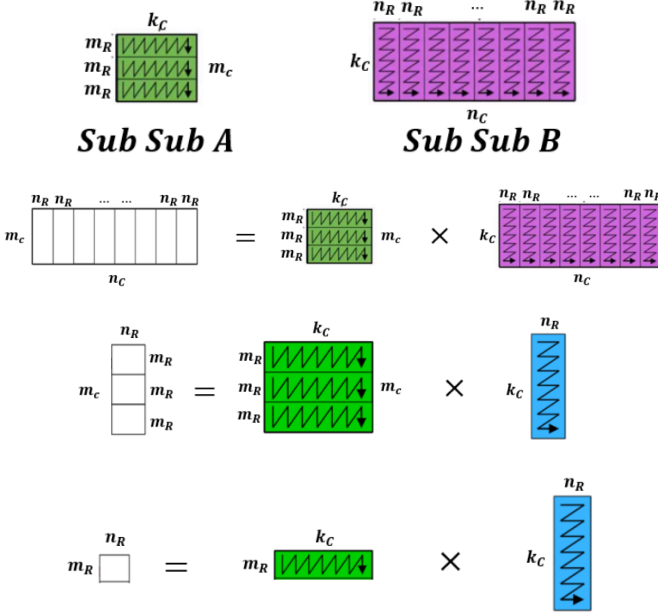 k_C n_R n_R ... n_R n_R
m_R
m_R m_c k_C
m_R
n_C
Sub Sub A Sub Sub B
n_R n_R ... ... n_R n_R k_C n_R n_R ... ... n_R n_R
m_R
m_c = m_R m_c × k_C
m_R
n_C n_C
n_R k_C n_R
m_R m_R
m_c m_R = m_R m_c × k_C
m_R m_R
n_R k_C n_R
m_R = m_R × k_C